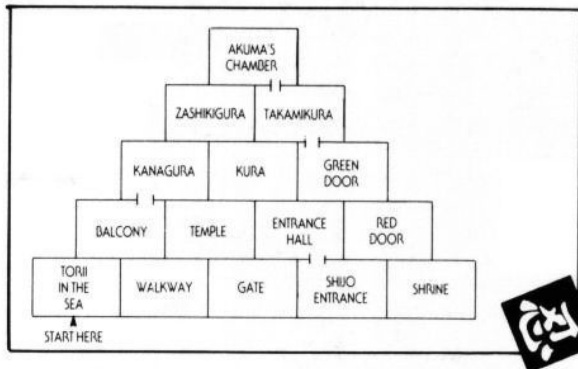 AKUMA'S
CHAMBER
ZASHIKIGURA
TAKAMIKURA
KANAGURA
KURA
GREEN
DOOR
BALCONY
TEMPLE
ENTRANCE
HALL
RED
DOOR
TORII
IN THE
SEA
WALKWAY
GATE
SHIJO
ENTRANCE
SHRINE
START HERE
忍